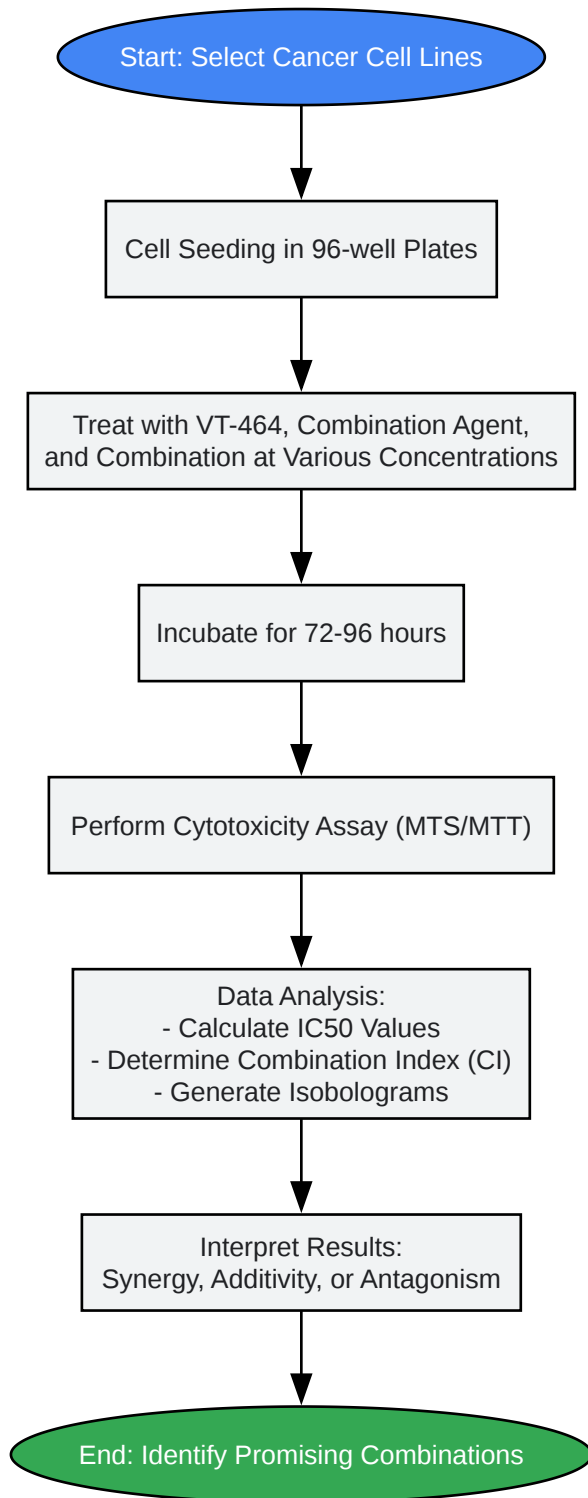 Start: Select Cancer Cell Lines
Cell Seeding in 96-well Plates
Treat with VT-464, Combination Agent,
and Combination at Various Concentrations
Incubate for 72-96 hours
Perform Cytotoxicity Assay (MTS/MTT)
Data Analysis:
- Calculate IC50 Values
- Determine Combination Index (CI)
- Generate Isobolograms
Interpret Results:
Synergy, Additivity, or Antagonism
End: Identify Promising Combinations